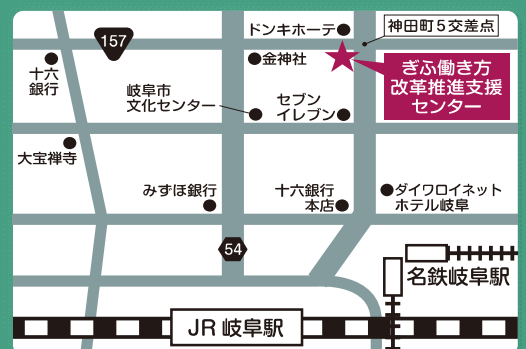 ドンキホーテ
神田町5交差点
157
金神社
十六
銀行
ぎふ働き方
改革推進支援
センター
岐阜市
文化センター
セブン
イレブン
大宝禅寺
みずほ銀行
十六銀行
本店
ダイワロイネット
ホテル岐阜
54
名鉄岐阜駅
JR岐阜駅